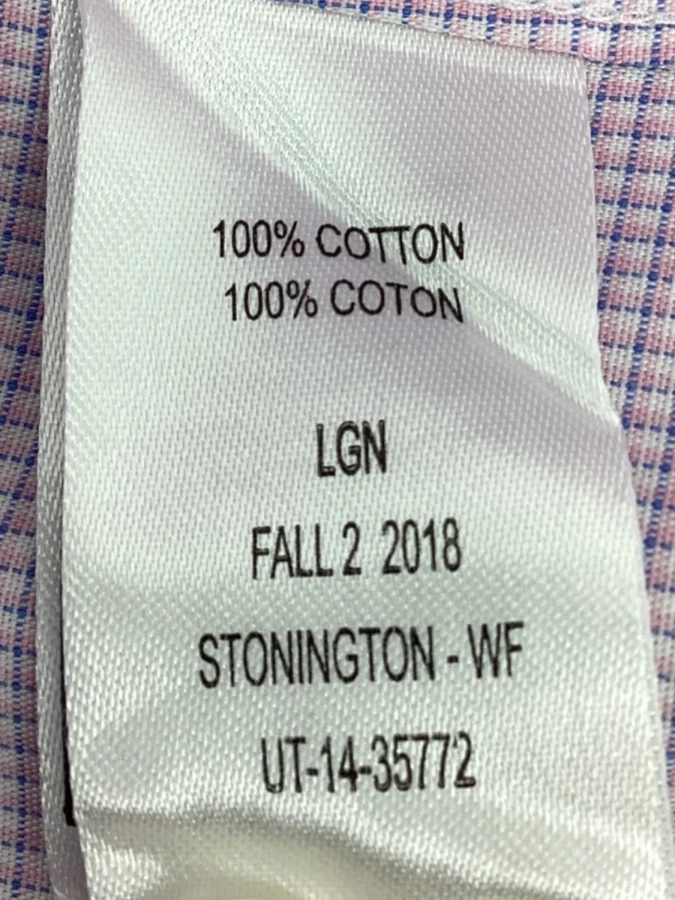 100% COTTON
100% COTON
LGN
FALL 2 2018
STONINGTON - WF
UT-14-35772